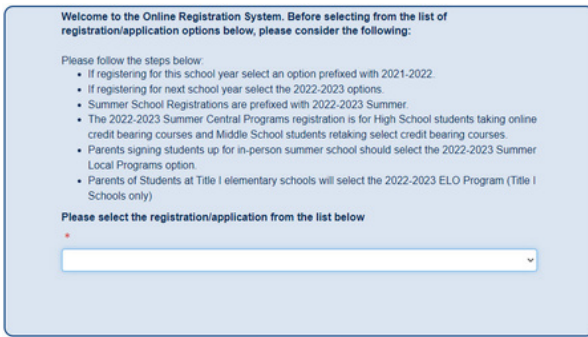 Welcome to the Online Registration System. Before selecting from the list of
registration/application options below, please consider the following:
Please follow the steps below:
• If registering for this school year select an option prefixed with 2021-2022.
• If registering for next school year select the 2022-2023 options.
• Summer School Registrations are prefixed with 2022-2023 Summer.
• The 2022-2023 Summer Central Programs registration is for High School students taking online
credit bearing courses and Middle School students retaking select credit bearing courses.
• Parents signing students up for in-person summer school should select the 2022-2023 Summer
Local Programs option.
• Parents of Students at Title I elementary schools will select the 2022-2023 ELO Program (Title I
Schools only)
Please select the registration/application from the list below
*